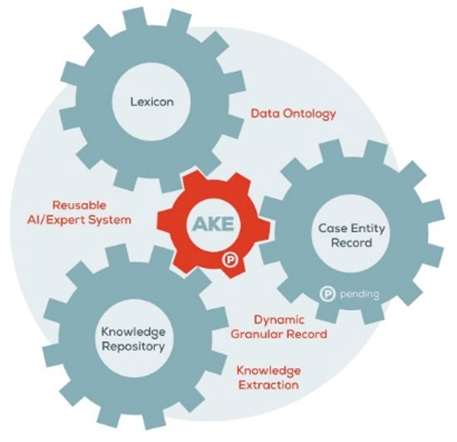 Lexicon
Data Ontology
Reusable
AI/Expert System
AKE
P
Case Entity
Record
P pending
Knowledge
Repository
Dynamic
Granular Record
Knowledge
Extraction